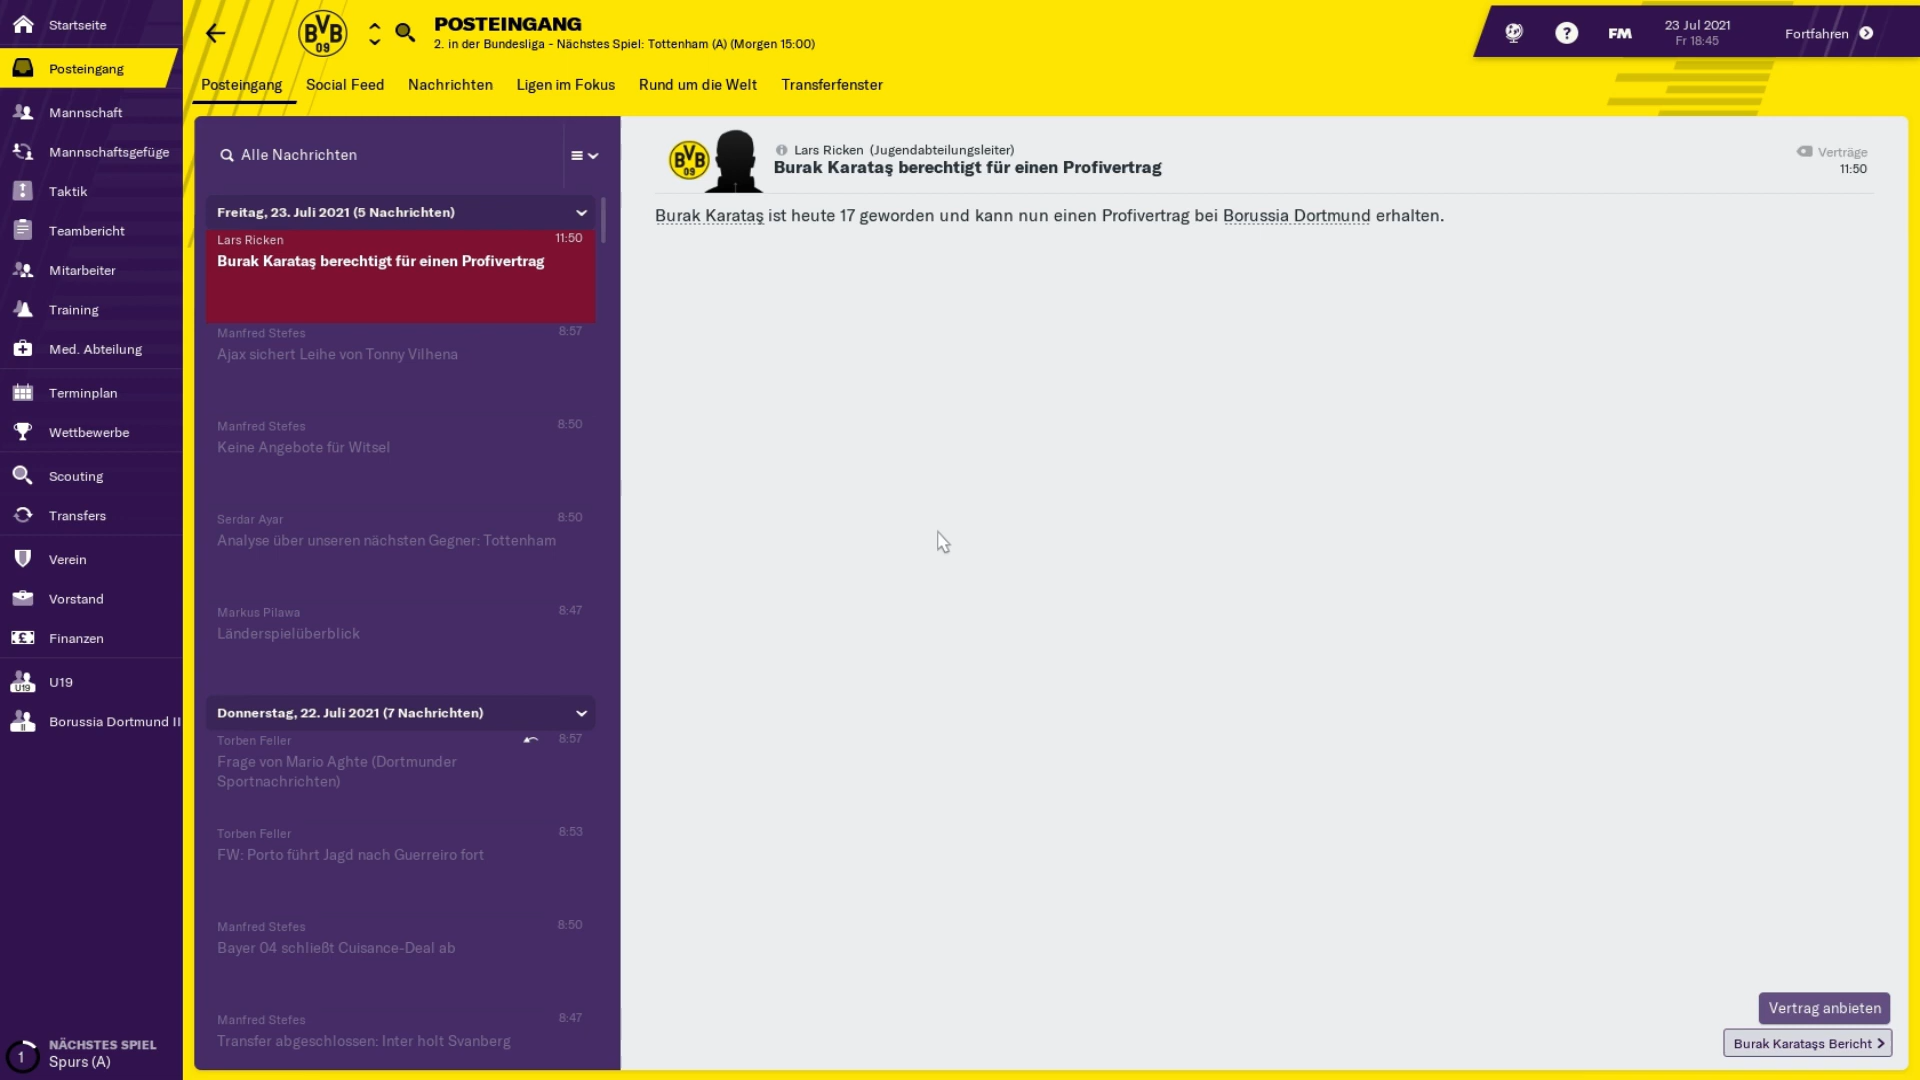 Startseite
Posteingang
Mannschaft
Mannschaftsgefüge
Taktik
Teambericht
Mitarbeiter
Training
Med. Abteilung
Terminplan
Wettbewerbe
Scouting
Transfers
Verein
Vorstand
Finanzen
U19
U19
II
Borussia Dortmund II
1
NÄCHSTES SPIEL
Spurs (A)
BVB
09
POSTEINGANG
2. in der Bundesliga - Nächstes Spiel: Tottenham (A) (Morgen 15:00)
?
FM
23 Jul 2021
Fr 18:45
Fortfahren
Posteingang
Social Feed
Nachrichten
Ligen im Fokus
Rund um die Welt
Transferfenster
Alle Nachrichten
Freitag, 23. Juli 2021 (5 Nachrichten)
Lars Ricken 11:50
Burak Karataş berechtigt für einen Profivertrag
Manfred Stefes 8:57
Ajax sichert Leihe von Tonny Vilhena
Manfred Stefes 8:50
Keine Angebote für Witsel
Serdar Ayar 8:50
Analyse über unseren nächsten Gegner: Tottenham
Markus Pilawa 8:47
Länderspielüberblick
Donnerstag, 22. Juli 2021 (7 Nachrichten)
Torben Feller 8:57
Frage von Mario Aghte (Dortmunder
Sportnachrichten)
Torben Feller 8:53
FW: Porto führt Jagd nach Guerreiro fort
Manfred Stefes 8:50
Bayer 04 schließt Cuisance-Deal ab
Manfred Stefes 8:47
Transfer abgeschlossen: Inter holt Svanberg
BVB
09
Lars Ricken (Jugendabteilungsleiter)
Burak Karataş berechtigt für einen Profivertrag
Verträge
11:50
Burak Karataş ist heute 17 geworden und kann nun einen Profivertrag bei Borussia Dortmund erhalten.
Vertrag anbieten
Burak Karataşs Bericht